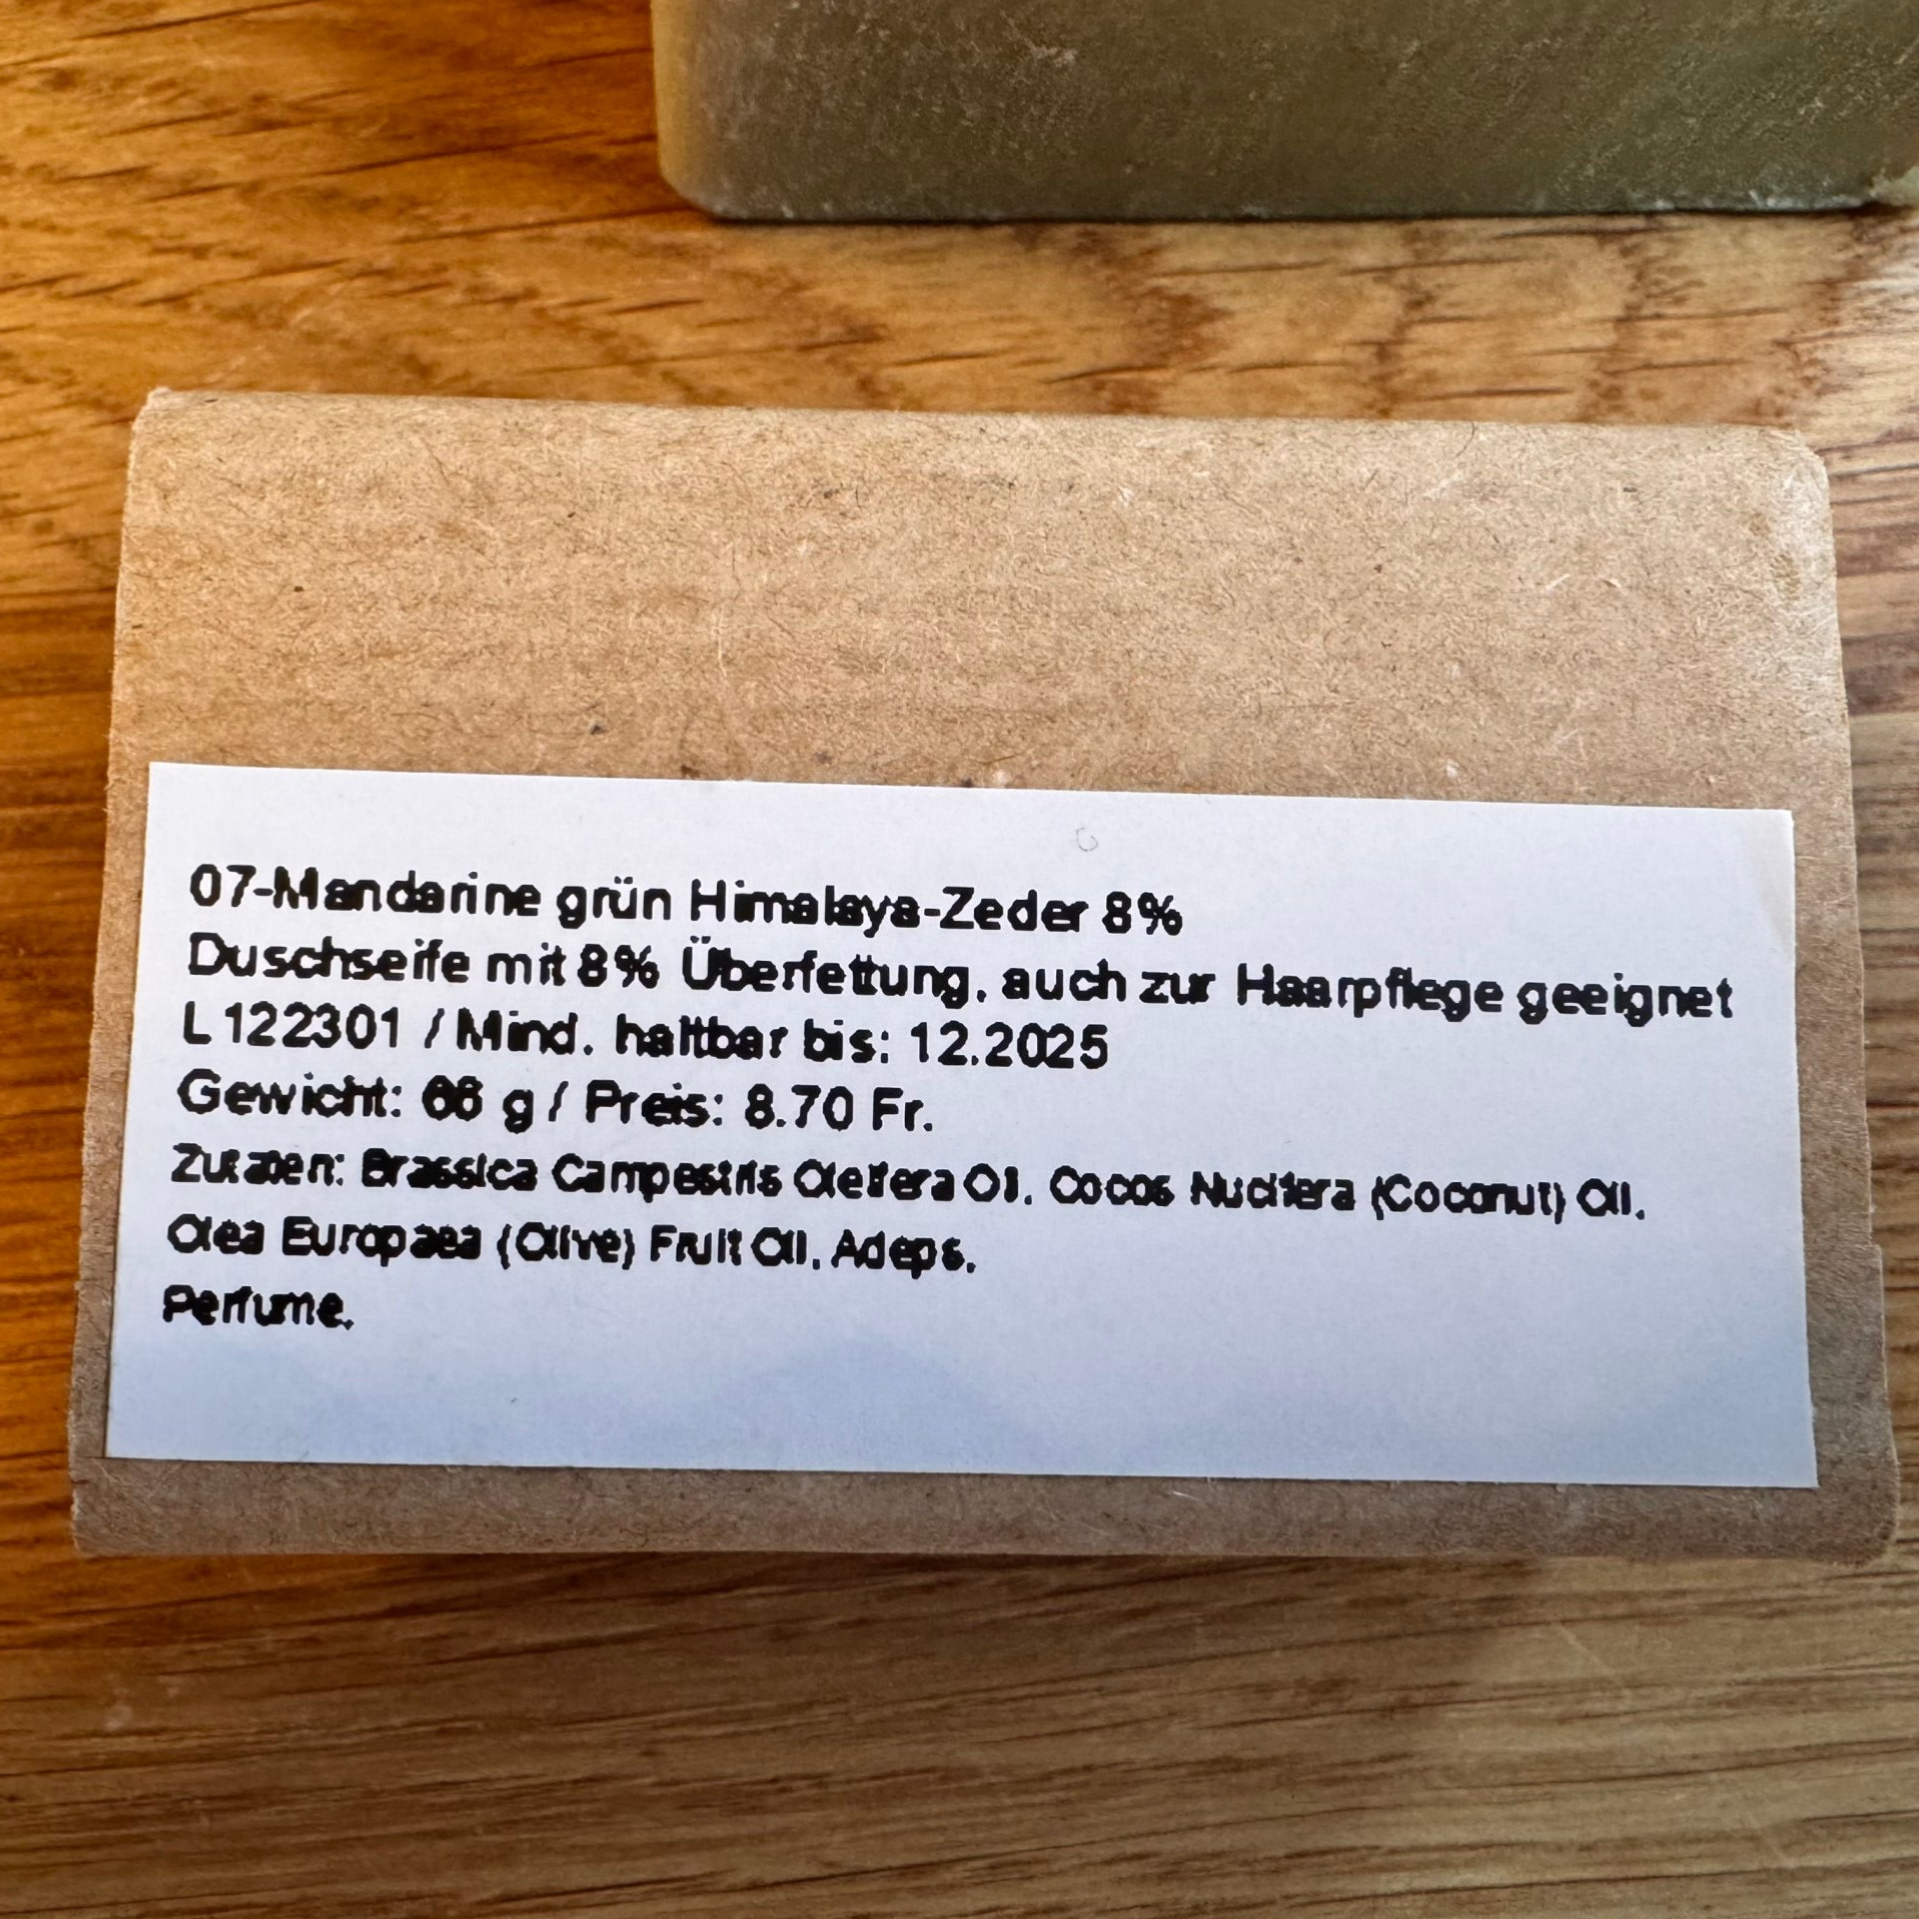 07-Mandarine grün Himalaya-Zeder 8%
Duschseife mit 8% Überfettung, auch zur Haarpflege geeignet
L 122301 / Mind. haltbar bis: 12.2025
Gewicht: 66 g / Preis: 8.70 Fr.
Zutaten: Brassica Campestris Oleifera Oil, Cocos Nucifera (Coconut) Oil,
Olea Europaea (Olive) Fruit Oil, Adeps,
Perfume,